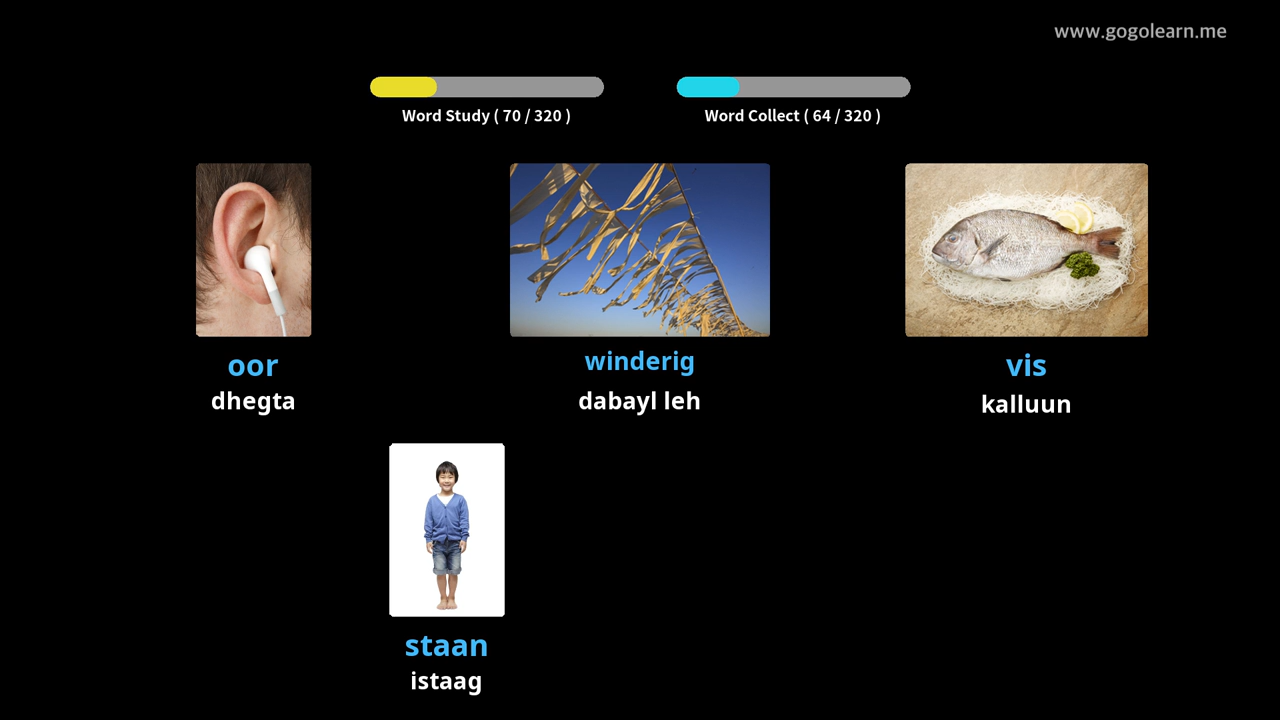 www.gogolearn.me
Word Study ( 70 / 320 )
Word Collect ( 64 / 320 )
oor
dhegta
winderig
dabayl leh
vis
kalluun
staan
istaag